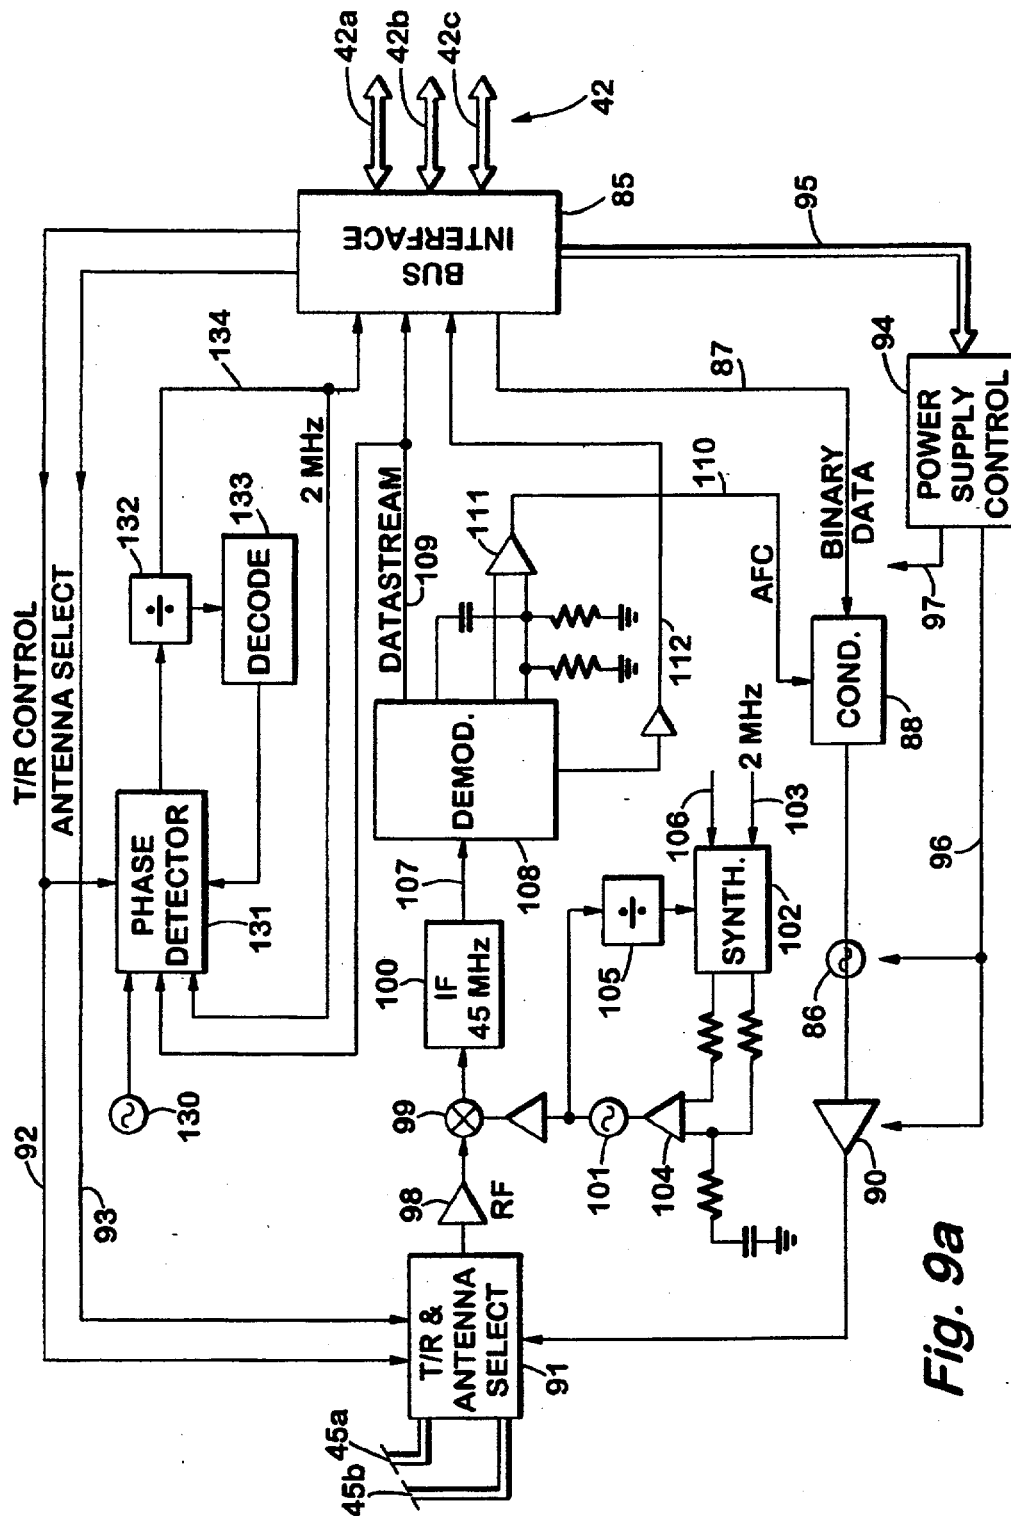 T/R CONTROL
ANTENNA SELECT
92
93
130
PHASE
DETECTOR
131
÷
132
DECODE
133
134
2 MHz
DATASTREAM
109
BUS
INTERFACE
85
42a
42b
42c
42
45a
45b
T/R &
ANTENNA
SELECT
91
98
RF
99
100
IF
45 MHz
107
DEMOD.
108
111
112
110
AFC
87
BINARY
DATA
101
104
÷
105
SYNTH.
102
106
2 MHz
103
COND.
88
86
90
POWER
SUPPLY
CONTROL
94
95
96
97
Fig. 9a